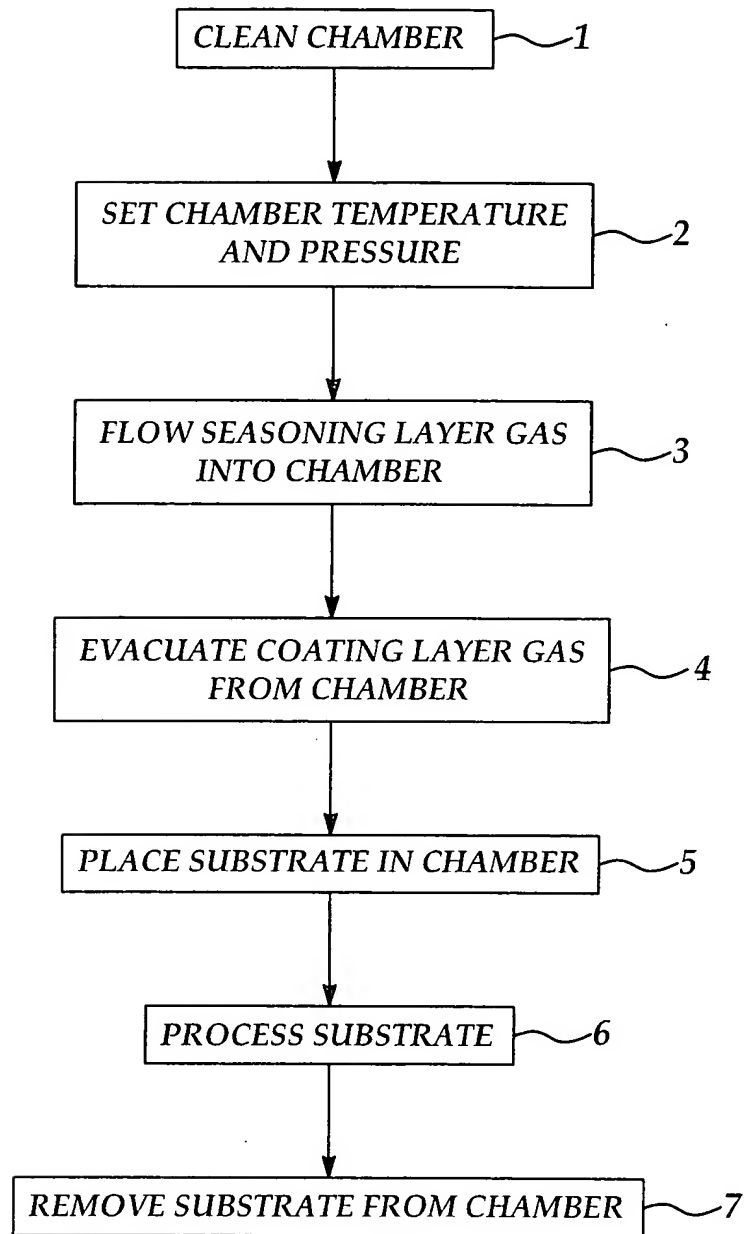 CLEAN CHAMBER 1
SET CHAMBER TEMPERATURE
AND PRESSURE 2
FLOW SEASONING LAYER GAS
INTO CHAMBER 3
EVACUATE COATING LAYER GAS
FROM CHAMBER 4
PLACE SUBSTRATE IN CHAMBER 5
PROCESS SUBSTRATE 6
REMOVE SUBSTRATE FROM CHAMBER 7